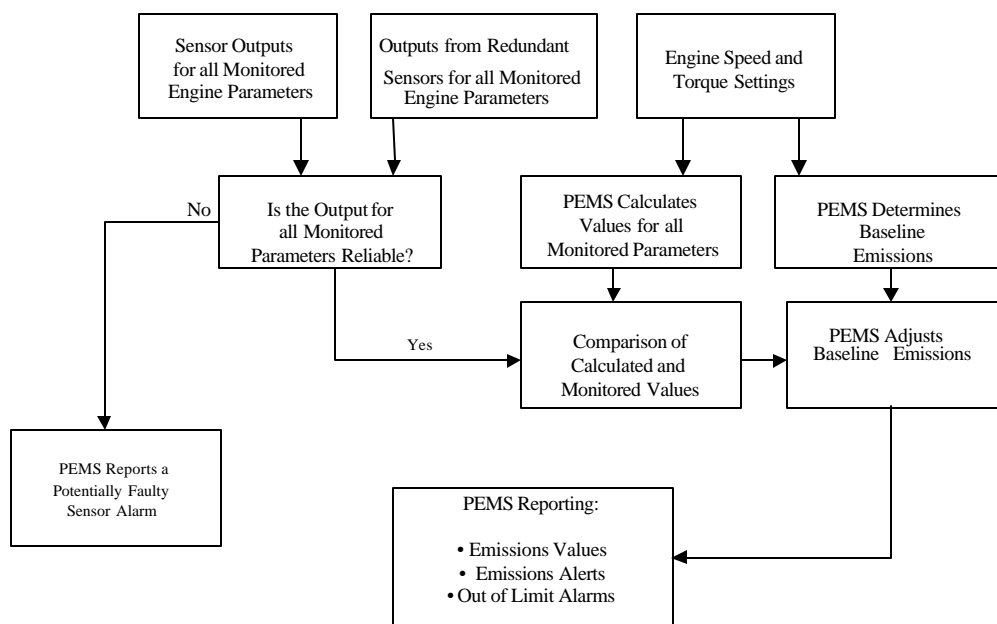 Sensor Outputs
for all Monitored
Engine Parameters
Outputs from Redundant
Sensors for all Monitored
Engine Parameters
Engine Speed and
Torque Settings
No
Is the Output for
all Monitored
Parameters Reliable?
PEMS Calculates
Values for all
Monitored Parameters
PEMS Determines
Baseline
Emissions
Yes
Comparison of
Calculated and
Monitored Values
PEMS Adjusts
Baseline Emissions
PEMS Reports a
Potentially Faulty
Sensor Alarm
PEMS Reporting:
• Emissions Values
• Emissions Alerts
• Out of Limit Alarms